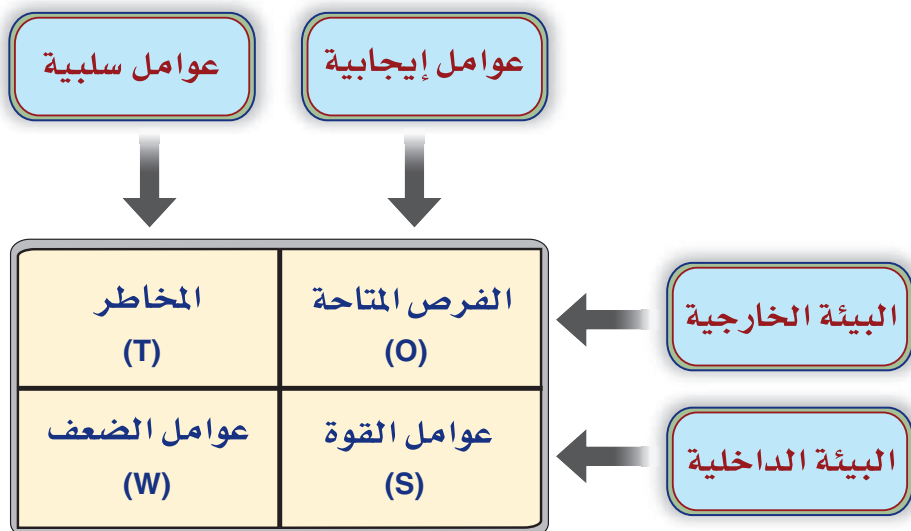 عوامل إيجابية
عوامل سلبية
البيئة الخارجية
الفرص المتاحة
(O)
المخاطر
(T)
البيئة الداخلية
عوامل القوة
(S)
عوامل الضعف
(W)